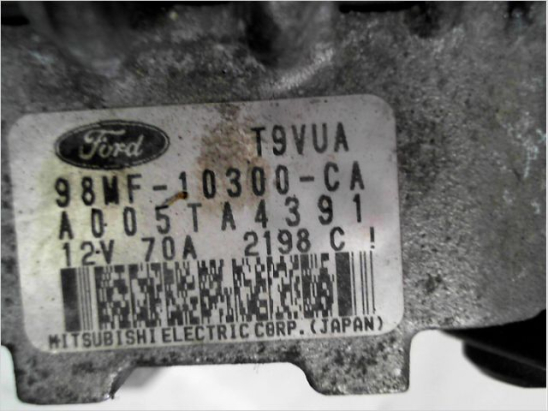 Ford T9VUA
98MF-10300-CA
A005TA4391
12V 70A 2198 C !
MITSUBISHI ELECTRIC CORP. (JAPAN)